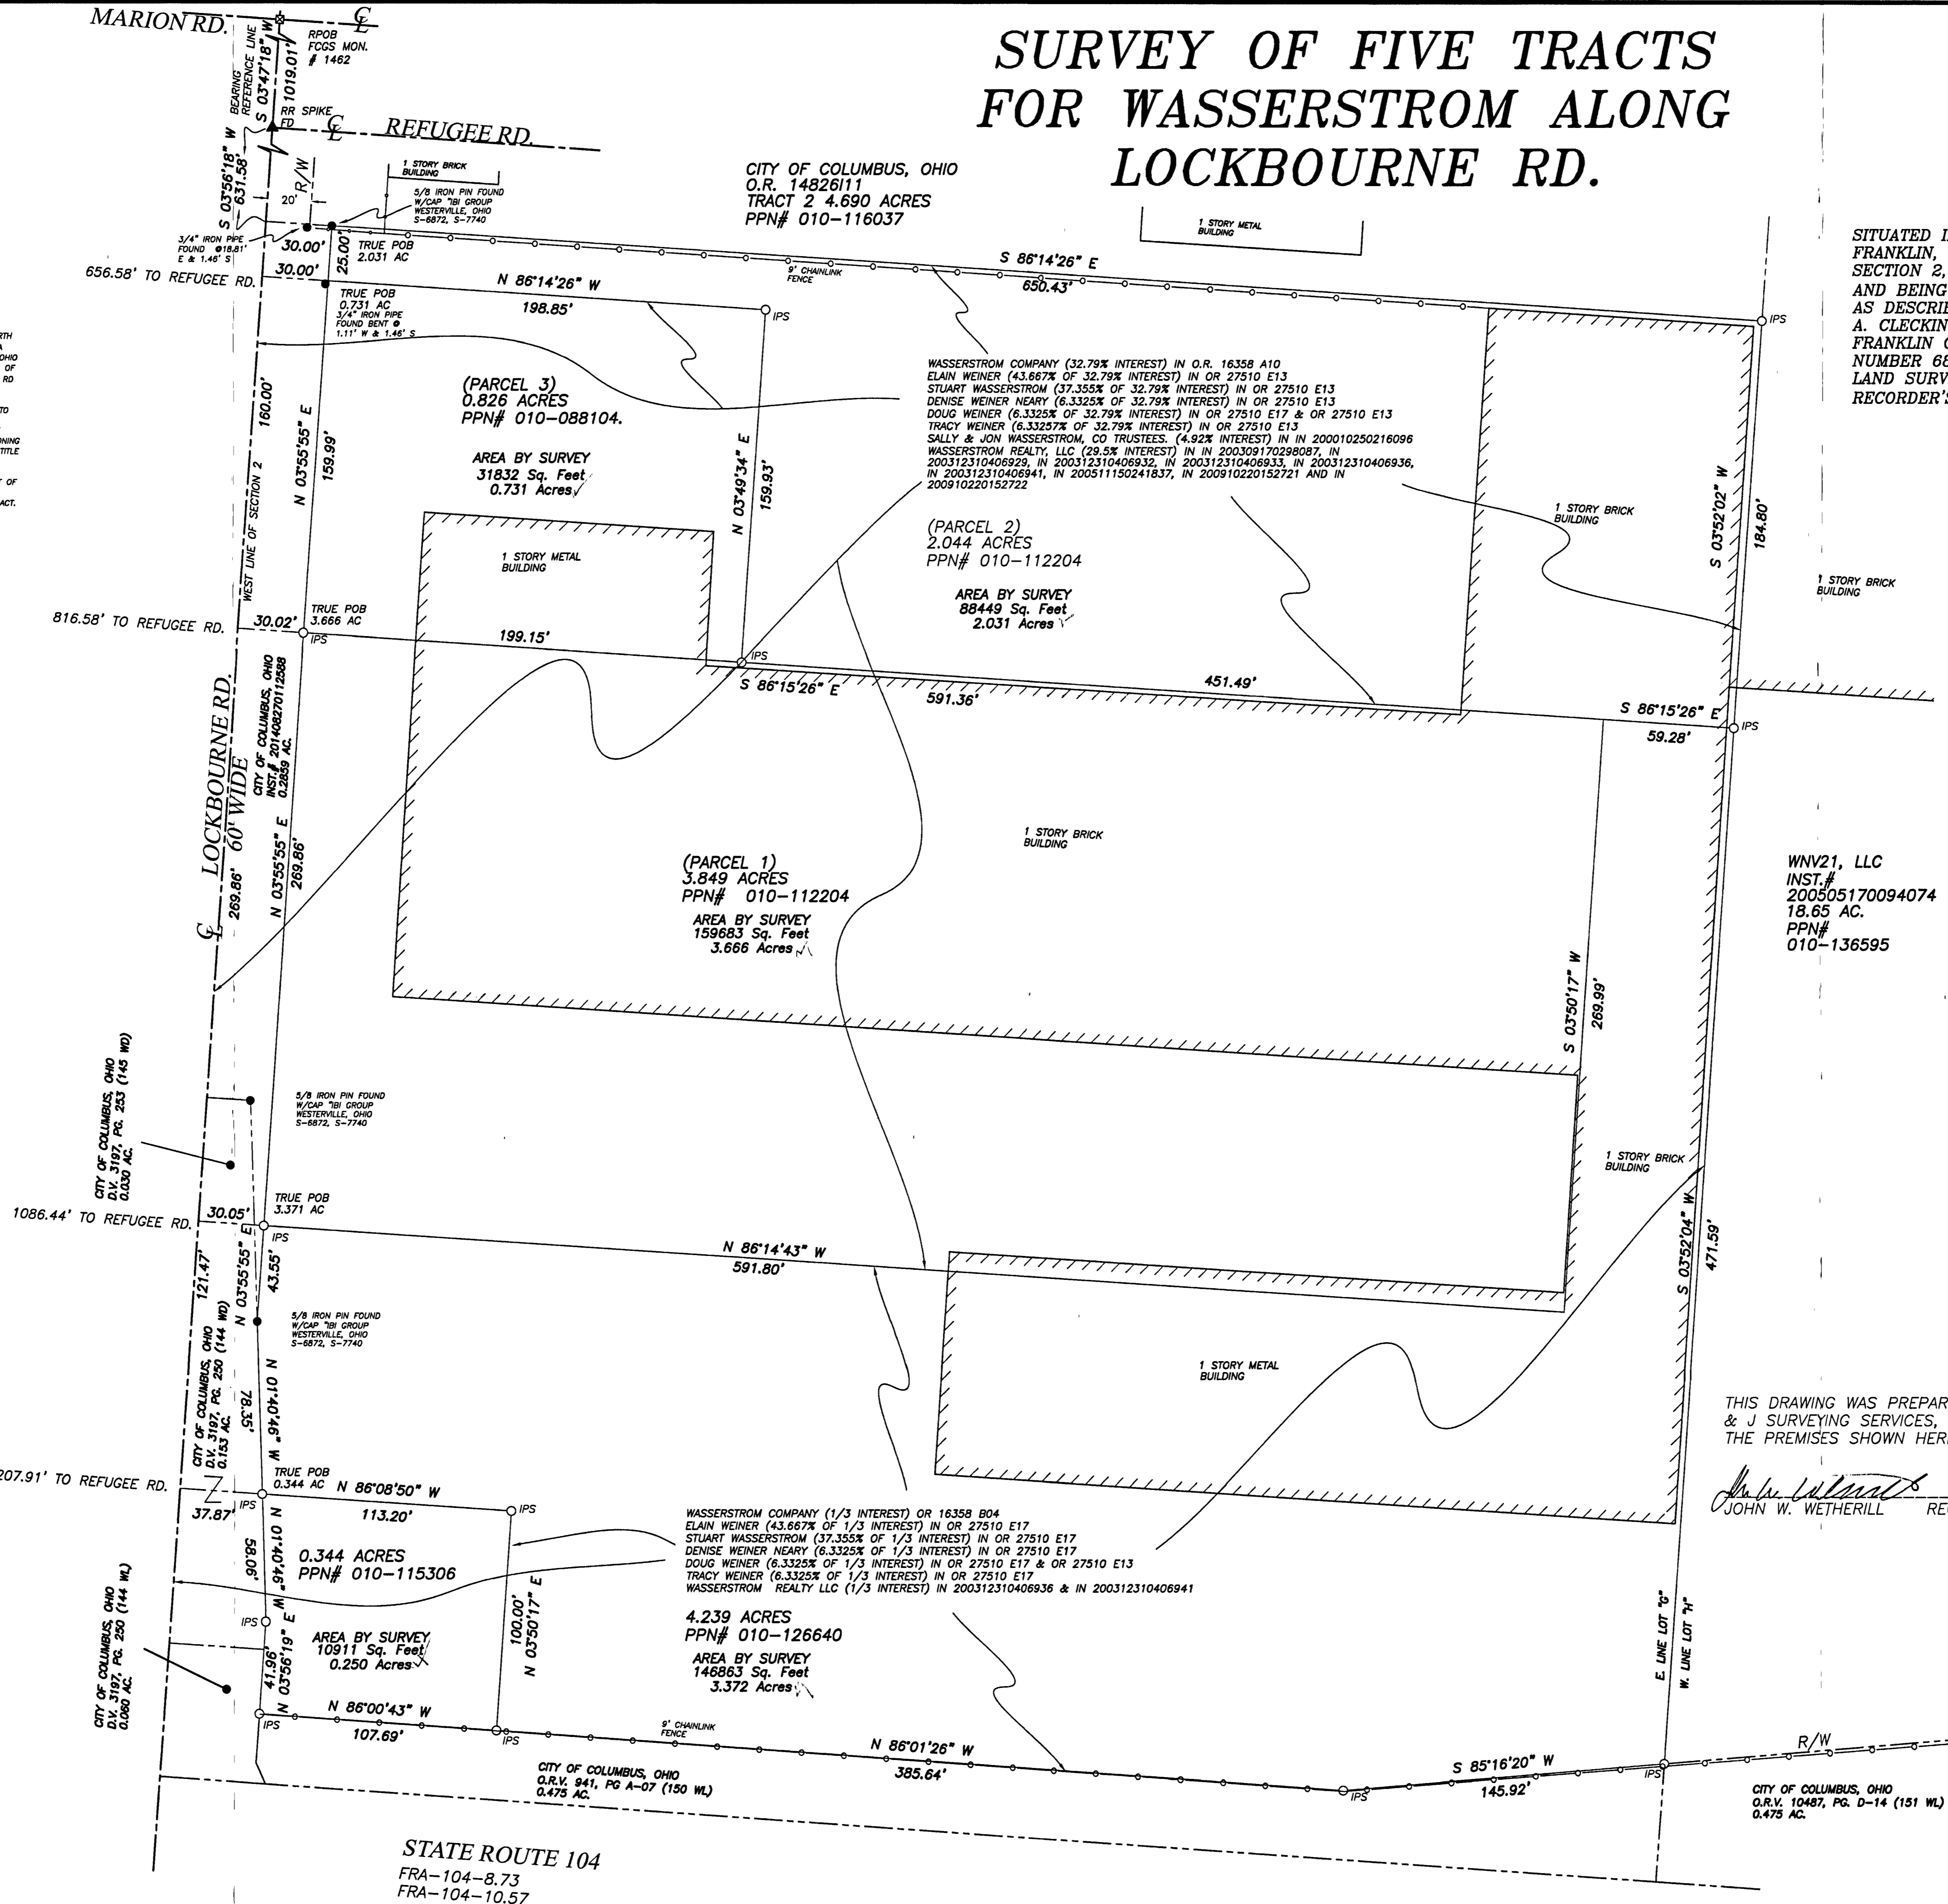 SURVEY OF FIVE TRACTS
FOR WASSERSTROM ALONG
LOCKBOURNE RD.
MARION RD.
℄
RPOB
FCGS MON.
# 1462
BEARING
REFERENCE LINE
S 03°47'18" W
1019.01'
RR SPIKE
FD
℄
REFUGEE RD.
S 03°56'18" W
631.58'
R/W
20'
1 STORY BRICK
BUILDING
5/8 IRON PIN FOUND
W/CAP "IBI GROUP
WESTERVILLE, OHIO
S-6872, S-7740
3/4" IRON PIPE
FOUND @18.81'
E & 1.46' S
30.00'
25.00'
TRUE POB
2.031 AC
CITY OF COLUMBUS, OHIO
O.R. 14826I11
TRACT 2 4.690 ACRES
PPN# 010-116037
1 STORY METAL
BUILDING
9' CHAINLINK
FENCE
S 86°14'26" E
650.43'
IPS
SITUATED I
FRANKLIN,
SECTION 2,
AND BEING
AS DESCRI
A. CLECKIN
FRANKLIN
NUMBER 68
LAND SURV
RECORDER'S
656.58' TO REFUGEE RD.
30.00'
TRUE POB
0.731 AC
3/4" IRON PIPE
FOUND BENT @
1.11' W & 1.46' S
N 86°14'26" W
198.85'
IPS
RTH
OHIO
OF
RD
TO
ONING
TITLE
OF
ACT.
WEST LINE OF SECTION 2
160.00'
N 03°55'55" E
159.99'
(PARCEL 3)
0.826 ACRES
PPN# 010-088104.
AREA BY SURVEY
31832 Sq. Feet
0.731 Acres
N 03°49'34" E
159.93'
WASSERSTROM COMPANY (32.79% INTEREST) IN O.R. 16358 A10
ELAIN WEINER (43.667% OF 32.79% INTEREST) IN OR 27510 E13
STUART WASSERSTROM (37.355% OF 32.79% INTEREST) IN OR 27510 E13
DENISE WEINER NEARY (6.3325% OF 32.79% INTEREST) IN OR 27510 E13
DOUG WEINER (6.3325% OF 32.79% INTEREST) IN OR 27510 E17 & OR 27510 E13
TRACY WEINER (6.33257% OF 32.79% INTEREST) IN OR 27510 E13
SALLY & JON WASSERSTROM, CO TRUSTEES. (4.92% INTEREST) IN IN 200010250216096
WASSERSTROM REALTY, LLC (29.5% INTEREST) IN IN 200309170298087, IN
200312310406929, IN 200312310406932, IN 200312310406933, IN 200312310406936,
IN 200312310406941, IN 200511150241837, IN 200910220152721 AND IN
200910220152722
(PARCEL 2)
2.044 ACRES
PPN# 010-112204
AREA BY SURVEY
88449 Sq. Feet
2.031 Acres
1 STORY BRICK
BUILDING
S 03°52'02" W
184.80'
1 STORY BRICK
BUILDING
1 STORY METAL
BUILDING
816.58' TO REFUGEE RD.
30.02'
TRUE POB
3.666 AC
IPS
199.15'
IPS
S 86°15'26" E
591.36'
451.49'
S 86°15'26" E
59.28'
IPS
LOCKBOURNE RD.
60' WIDE
℄
269.86'
CITY OF COLUMBUS, OHIO
INST.# 201408270112588
0.2859 AC.
N 03°55'55" E
269.86'
1 STORY BRICK
BUILDING
(PARCEL 1)
3.849 ACRES
PPN# 010-112204
AREA BY SURVEY
159683 Sq. Feet
3.666 Acres
S 03°50'17" W
269.99'
WNV21, LLC
INST.#
200505170094074
18.65 AC.
PPN#
010-136595
CITY OF COLUMBUS, OHIO
D.V. 3197, PG. 253 (145 WD)
0.030 AC.
5/8 IRON PIN FOUND
W/CAP "IBI GROUP
WESTERVILLE, OHIO
S-6872, S-7740
1 STORY BRICK
BUILDING
1086.44' TO REFUGEE RD.
30.05'
TRUE POB
3.371 AC
IPS
N 86°14'43" W
591.80'
121.47'
N 03°55'55" E
43.55'
S 03°52'04" W
471.59'
5/8 IRON PIN FOUND
W/CAP "IBI GROUP
WESTERVILLE, OHIO
S-6872, S-7740
CITY OF COLUMBUS, OHIO
D.V. 3197, PG. 250 (144 WD)
0.153 AC.
78.35'
N 01°40'46" W
1 STORY METAL
BUILDING
THIS DRAWING WAS PREPAR
& J SURVEYING SERVICES,
THE PREMISES SHOWN HER
JOHN W. WETHERILL RE
207.91' TO REFUGEE RD.
TRUE POB
0.344 AC
IPS
37.87'
N 86°08'50" W
113.20'
IPS
58.06'
N 01°40'46" W
0.344 ACRES
PPN# 010-115306
WASSERSTROM COMPANY (1/3 INTEREST) OR 16358 B04
ELAIN WEINER (43.667% OF 1/3 INTEREST) IN OR 27510 E17
STUART WASSERSTROM (37.355% OF 1/3 INTEREST) IN OR 27510 E17
DENISE WEINER NEARY (6.3325% OF 1/3 INTEREST) IN OR 27510 E17
DOUG WEINER (6.3325% OF 1/3 INTEREST) IN OR 27510 E17 & OR 27510 E13
TRACY WEINER (6.3325% OF 1/3 INTEREST) IN OR 27510 E17
WASSERSTROM REALTY LLC (1/3 INTEREST) IN 200312310406936 & IN 200312310406941
100.00'
N 03°50'17" E
4.239 ACRES
PPN# 010-126640
AREA BY SURVEY
146863 Sq. Feet
3.372 Acres
CITY OF COLUMBUS, OHIO
D.V. 3197, PG. 250 (144 WL)
0.060 AC.
IPS
41.96'
N 03°56'19" E
AREA BY SURVEY
10911 Sq. Feet
0.250 Acres
E. LINE LOT "G"
W. LINE LOT "H"
IPS
N 86°00'43" W
107.69'
IPS
9' CHAINLINK
FENCE
N 86°01'26" W
385.64'
IPS
S 85°16'20" W
145.92'
IPS
R/W
CITY OF COLUMBUS, OHIO
O.R.V. 941, PG A-07 (150 WL)
0.475 AC.
CITY OF COLUMBUS, OHIO
O.R.V. 10487, PG. D-14 (151 WL)
0.475 AC.
STATE ROUTE 104
FRA-104-8.73
FRA-104-10.57